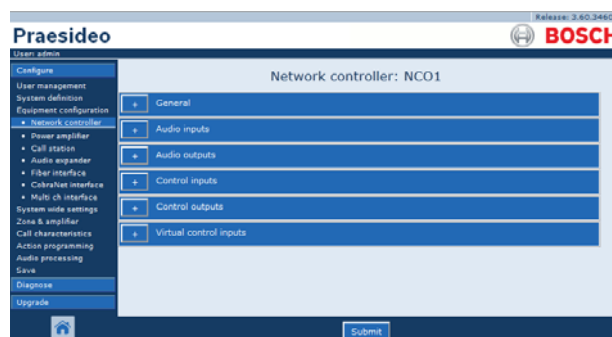 Release: 3.60.3460
Praesideo
BOSCH
User: admin
Configure
User management
System definition
Equipment configuration
• Network controller
• Power amplifier
• Call station
• Audio expander
• Fiber interface
• CobraNet interface
• Multi ch interface
System wide settings
Zone & amplifier
Call characteristics
Action programming
Audio processing
Save
Diagnose
Upgrade
Network controller: NCO1
+ General
+ Audio inputs
+ Audio outputs
+ Control inputs
+ Control outputs
+ Virtual control inputs
Submit